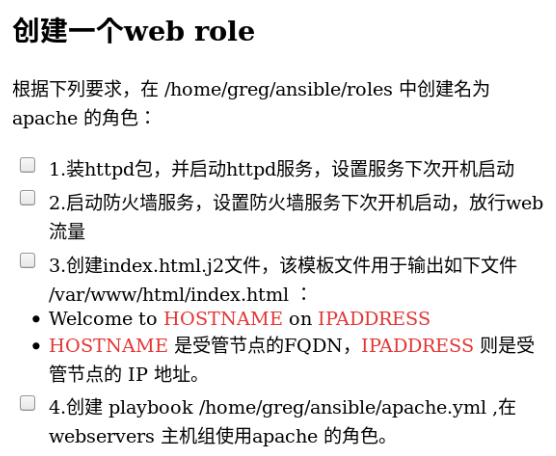 创建一个web role
根据下列要求，在 /home/greg/ansible/roles 中创建名为
apache 的角色：
1.装httpd包，并启动httpd服务，设置服务下次开机启动
2.启动防火墙服务，设置防火墙服务下次开机启动，放行web
流量
3.创建index.html.j2文件，该模板文件用于输出如下文件
/var/www/html/index.html ：
Welcome to HOSTNAME on IPADDRESS
HOSTNAME 是受管节点的FQDN，IPADDRESS 则是受
管节点的 IP 地址。
4.创建 playbook /home/greg/ansible/apache.yml ,在
webservers 主机组使用apache 的角色。